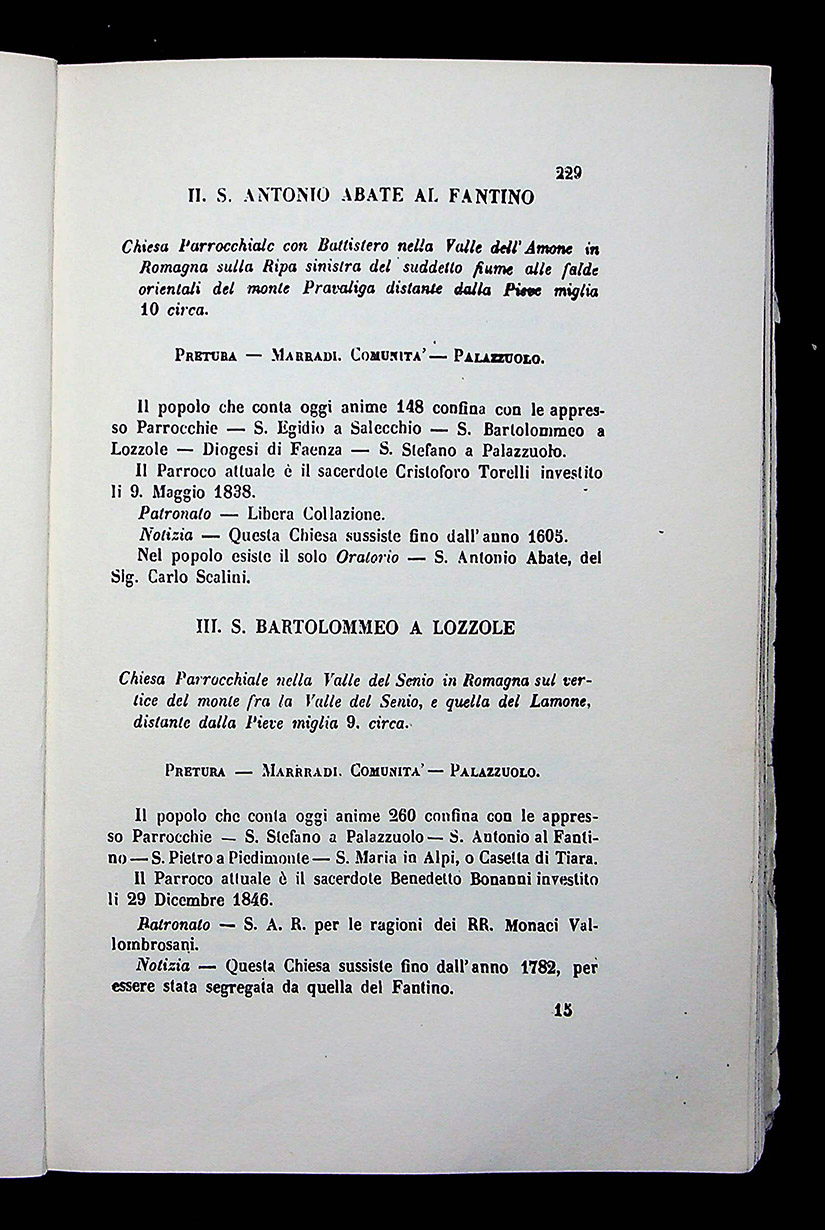 229
II. S. ANTONIO ABATE AL FANTINO
Chiesa Parrocchiale con Battistero nella Valle dell' Amone in
Romagna sulla Ripa sinistra del suddetto fiume alle falde
orientali del monte Pravaliga distante dalla Pieve miglia
10 circa.
PRETURA — MARRADI. COMUNITA' — PALAZZUOLO.
Il popolo che conta oggi anime 148 confina con le appres-
so Parrocchie — S. Egidio a Salecchio — S. Bartolommeo a
Lozzole — Diogesi di Faenza — S. Stefano a Palazzuolo.
Il Parroco attuale è il sacerdote Cristoforo Torelli investito
li 9. Maggio 1838.
Patronato — Libera Collazione.
Notizia — Questa Chiesa sussiste fino dall' anno 1605.
Nel popolo esiste il solo Oratorio — S. Antonio Abate, del
Sig. Carlo Scalini.
III. S. BARTOLOMMEO A LOZZOLE
Chiesa Parrocchiale nella Valle del Senio in Romagna sul ver-
tice del monte fra la Valle del Senio, e quella del Lamone,
distante dalla Pieve miglia 9. circa.
PRETURA — MARRRADI. COMUNITA' — PALAZZUOLO.
Il popolo che conta oggi anime 260 confina con le appres-
so Parrocchie — S. Stefano a Palazzuolo — S. Antonio al Fanti-
no — S. Pietro a Piedimonte — S. Maria in Alpi, o Casetta di Tiara.
Il Parroco attuale è il sacerdote Benedetto Bonanni investito
li 29 Dicembre 1846.
Patronato — S. A. R. per le ragioni dei RR. Monaci Val-
lombrosani.
Notizia — Questa Chiesa sussiste fino dall' anno 1782, per
essere stata segregata da quella del Fantino.
15